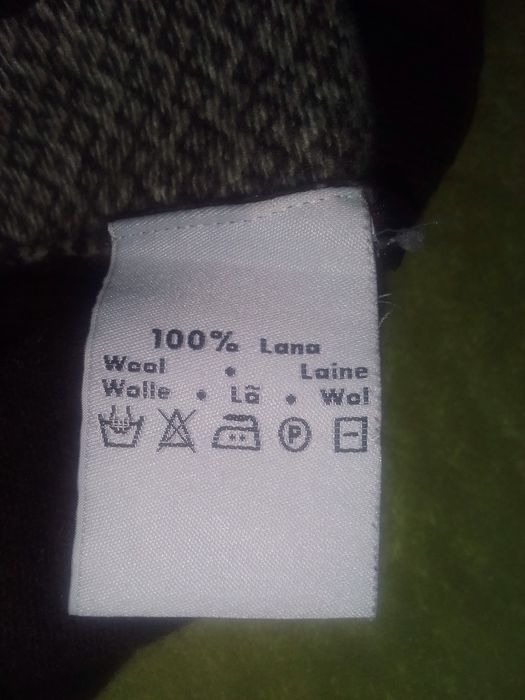 100% Lana
Wool • Laine
Wolle • Lã • Wol
P